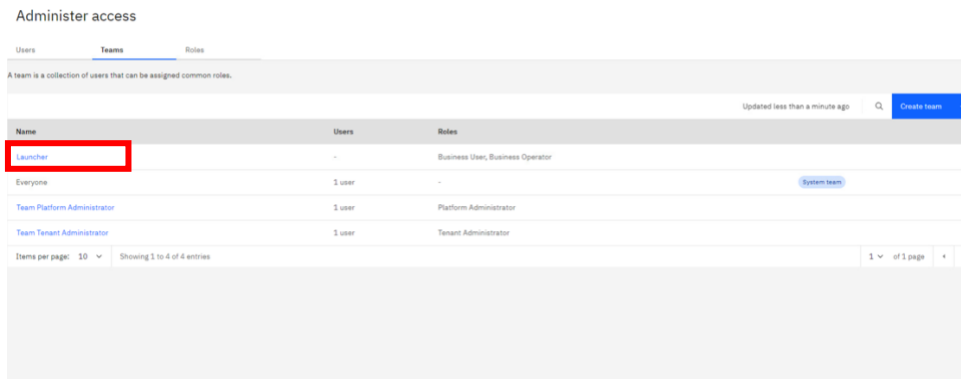 Administer access
Users Teams Roles
A team is a collection of users that can be assigned common roles.
Updated less than a minute ago Create team
Name Users Roles
Launcher - Business User, Business Operator
Everyone 1 user - System team
Team Platform Administrator 1 user Platform Administrator
Team Tenant Administrator 1 user Tenant Administrator
Items per page: 10 Showing 1 to 4 of 4 entries 1 of 1 page